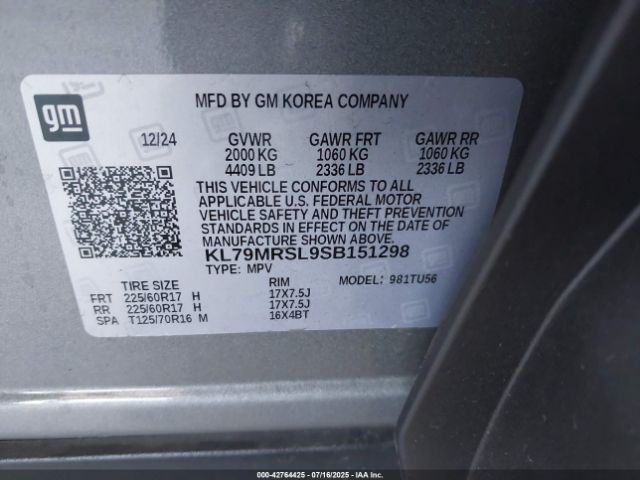 gm
MFD BY GM KOREA COMPANY
12/24 GVWR GAWR FRT GAWR RR
2000 KG 1060 KG 1060 KG
4409 LB 2336 LB 2336 LB
THIS VEHICLE CONFORMS TO ALL
APPLICABLE U.S. FEDERAL MOTOR
VEHICLE SAFETY AND THEFT PREVENTION
STANDARDS IN EFFECT ON THE DATE OF
MANUFACTURE SHOWN ABOVE.
KL79MRSL9SB151298
TYPE: MPV MODEL: 981TU56
TIRE SIZE RIM
FRT 225/60R17 H 17X7.5J
RR 225/60R17 H 17X7.5J
SPA T125/70R16 M 16X4BT
000-42764425 - 07/16/2025 - IAA Inc.